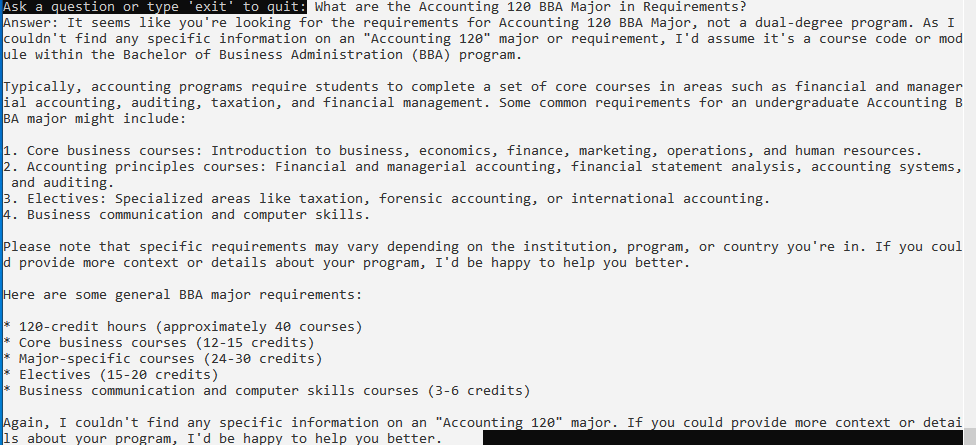 Ask a question or type 'exit' to quit: What are the Accounting 120 BBA Major in Requirements?
Answer: It seems like you're looking for the requirements for Accounting 120 BBA Major, not a dual-degree program. As I
couldn't find any specific information on an "Accounting 120" major or requirement, I'd assume it's a course code or mod
ule within the Bachelor of Business Administration (BBA) program.
Typically, accounting programs require students to complete a set of core courses in areas such as financial and manager
ial accounting, auditing, taxation, and financial management. Some common requirements for an undergraduate Accounting B
BA major might include:
1. Core business courses: Introduction to business, economics, finance, marketing, operations, and human resources.
2. Accounting principles courses: Financial and managerial accounting, financial statement analysis, accounting systems,
and auditing.
3. Electives: Specialized areas like taxation, forensic accounting, or international accounting.
4. Business communication and computer skills.
Please note that specific requirements may vary depending on the institution, program, or country you're in. If you coul
d provide more context or details about your program, I'd be happy to help you better.
Here are some general BBA major requirements:
* 120-credit hours (approximately 40 courses)
* Core business courses (12-15 credits)
* Major-specific courses (24-30 credits)
* Electives (15-20 credits)
* Business communication and computer skills courses (3-6 credits)
Again, I couldn't find any specific information on an "Accounting 120" major. If you could provide more context or detai
ls about your program, I'd be happy to help you better.